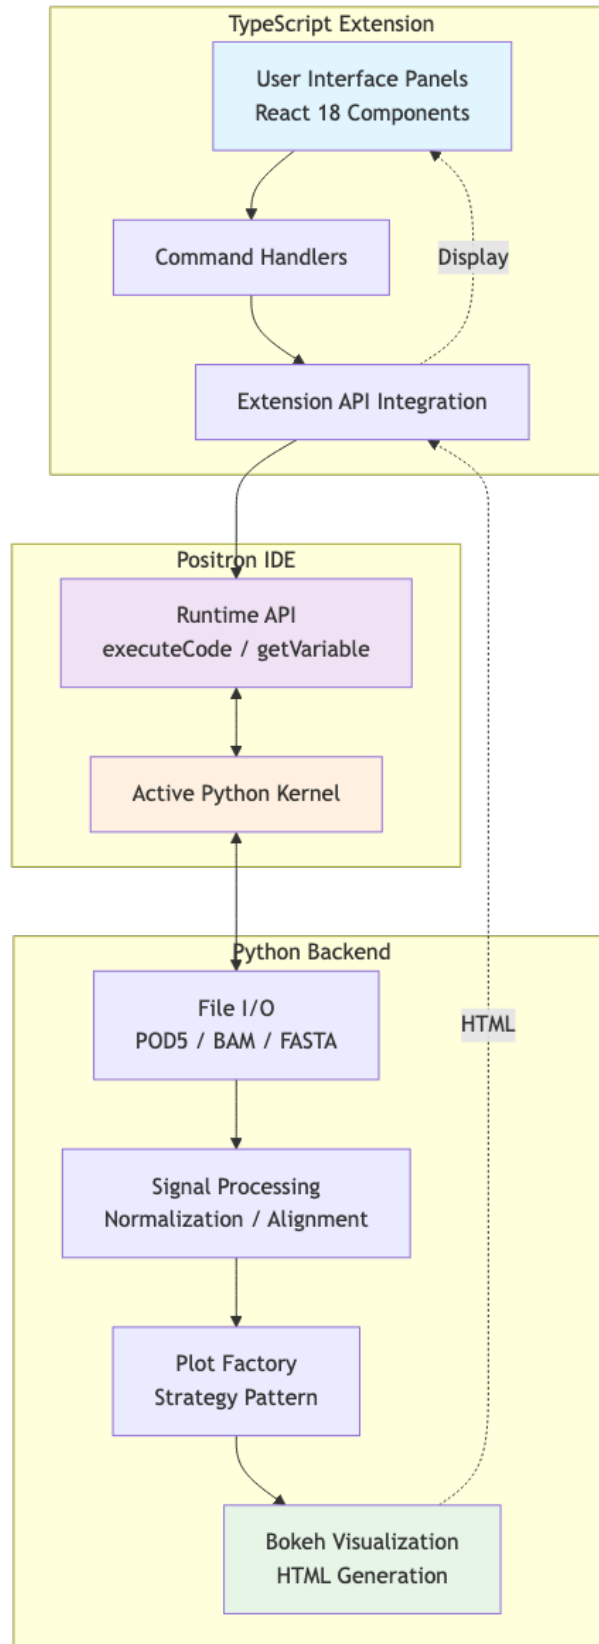 TypeScript Extension
User Interface Panels
React 18 Components
Command Handlers
Display
Extension API Integration
Positron IDE
Runtime API
executeCode / getVariable
Active Python Kernel
Python Backend
File I/O
POD5 / BAM / FASTA
HTML
Signal Processing
Normalization / Alignment
Plot Factory
Strategy Pattern
Bokeh Visualization
HTML Generation